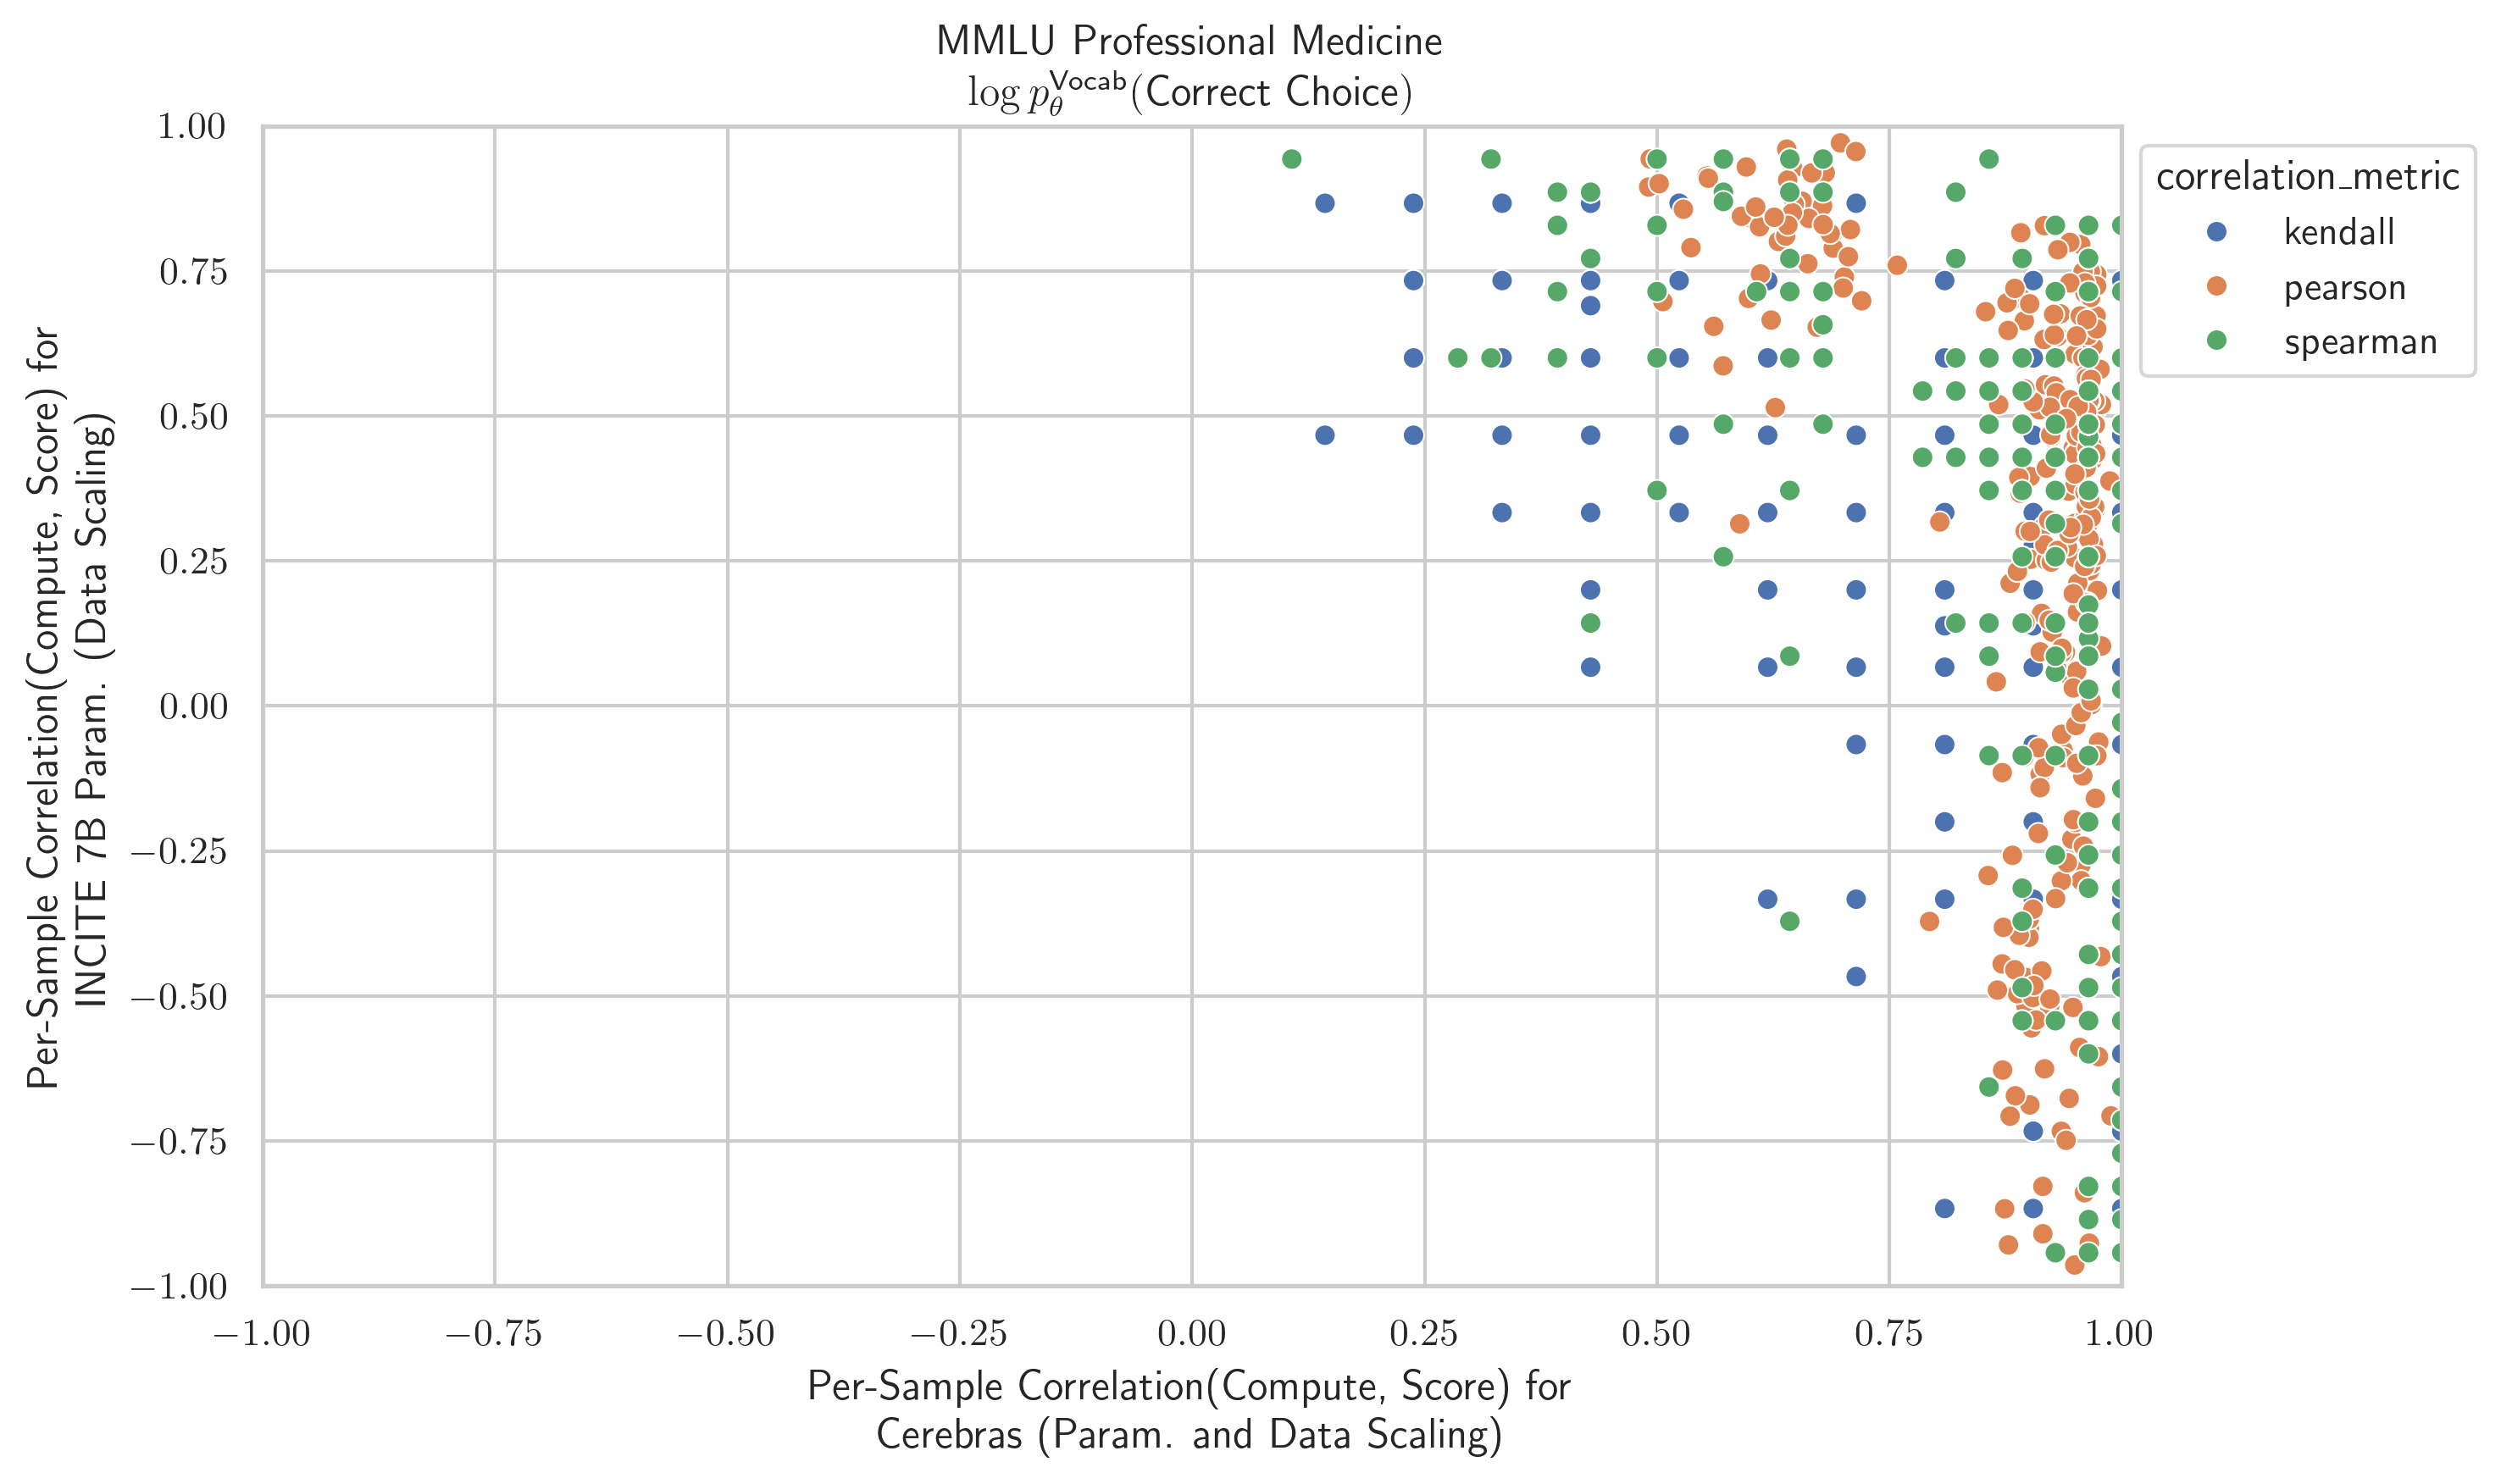 MMLU Professional Medicine
log p_θ^Vocab(Correct Choice)
Per-Sample Correlation(Compute, Score) for
INCITE 7B Param. (Data Scaling)
1.00
0.75
0.50
0.25
0.00
−0.25
−0.50
−0.75
−1.00
−1.00
−0.75
−0.50
−0.25
0.00
0.25
0.50
0.75
1.00
Per-Sample Correlation(Compute, Score) for
Cerebras (Param. and Data Scaling)
correlation_metric
kendall
pearson
spearman